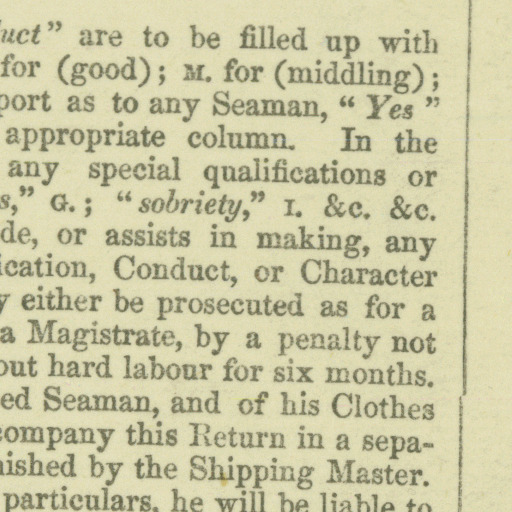 duct" are to be filled up with
for (good); M. for (middling);
port as to any Seaman, "Yes"
appropriate column. In the
any special qualifications or
s," G.; "sobriety," I. &c. &c.
de, or assists in making, any
ication, Conduct, or Character
y either be prosecuted as for a
a Magistrate, by a penalty not
out hard labour for six months.
ed Seaman, and of his Clothes
company this Return in a sepa-
nished by the Shipping Master.
particulars, he will be liable to